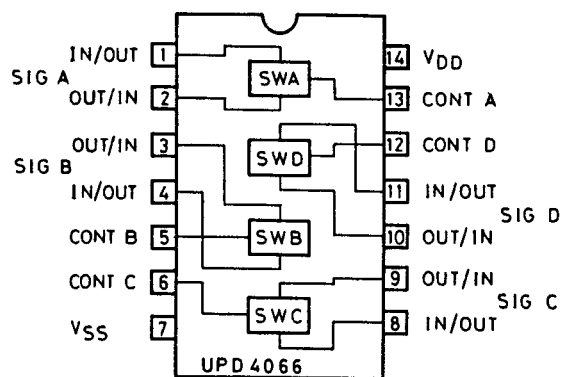 IN/OUT 1 14 VDD
SIG A SWA
OUT/IN 2 13 CONT A
OUT/IN 3 12 CONT D
SIG B SWD
IN/OUT 4 11 IN/OUT
SIG D
CONT B 5 SWB 10 OUT/IN
CONT C 6 9 OUT/IN
SWC SIG C
VSS 7 8 IN/OUT
UPD4066